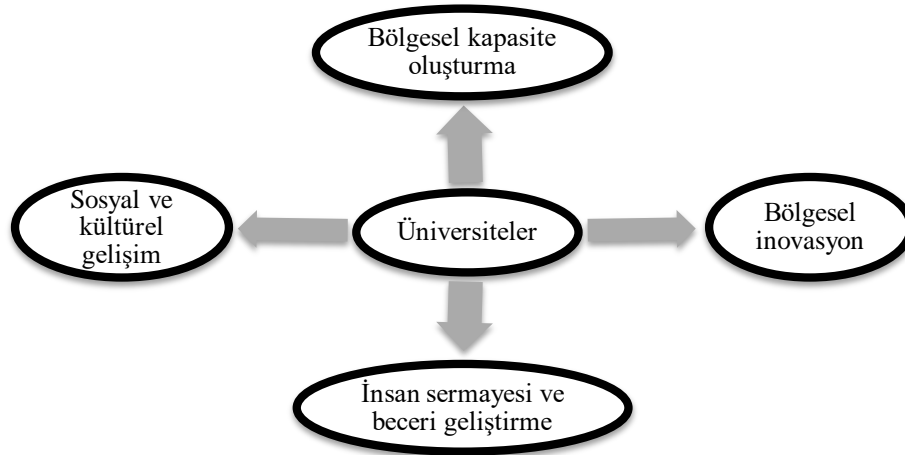 Bölgesel kapasite
oluşturma
Sosyal ve
kültürel
gelişim
Üniversiteler
Bölgesel
inovasyon
İnsan sermayesi ve
beceri geliştirme